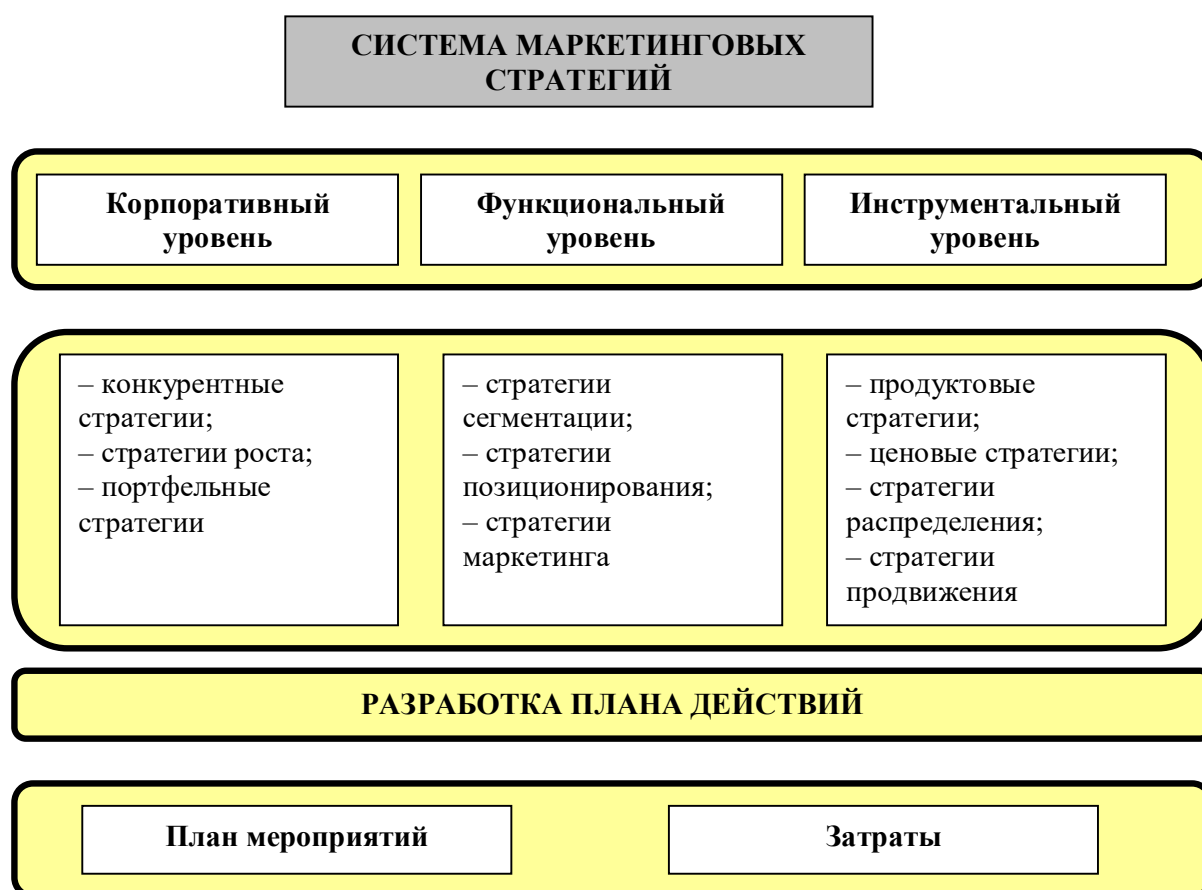 СИСТЕМА МАРКЕТИНГОВЫХ
СТРАТЕГИЙ
Корпоративный
уровень
Функциональный
уровень
Инструментальный
уровень
– конкурентные
стратегии;
– стратегии роста;
– портфельные
стратегии
– стратегии
сегментации;
– стратегии
позиционирования;
– стратегии
маркетинга
– продуктовые
стратегии;
– ценовые стратегии;
– стратегии
распределения;
– стратегии
продвижения
РАЗРАБОТКА ПЛАНА ДЕЙСТВИЙ
План мероприятий
Затраты